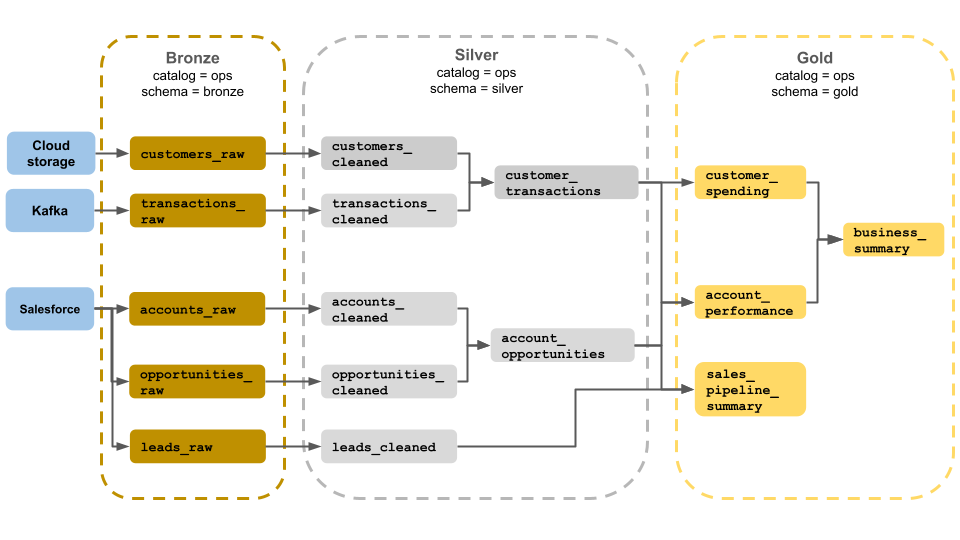 Bronze
catalog = ops
schema = bronze
Silver
catalog = ops
schema = silver
Gold
catalog = ops
schema = gold
Cloud
storage
customers_raw
customers_
cleaned
customer_
transactions
customer_
spending
Kafka
transactions_
raw
transactions_
cleaned
business_
summary
Salesforce
accounts_raw
accounts_
cleaned
account_
opportunities
account_
performance
opportunities_
raw
opportunities_
cleaned
sales_
pipeline_
summary
leads_raw
leads_cleaned